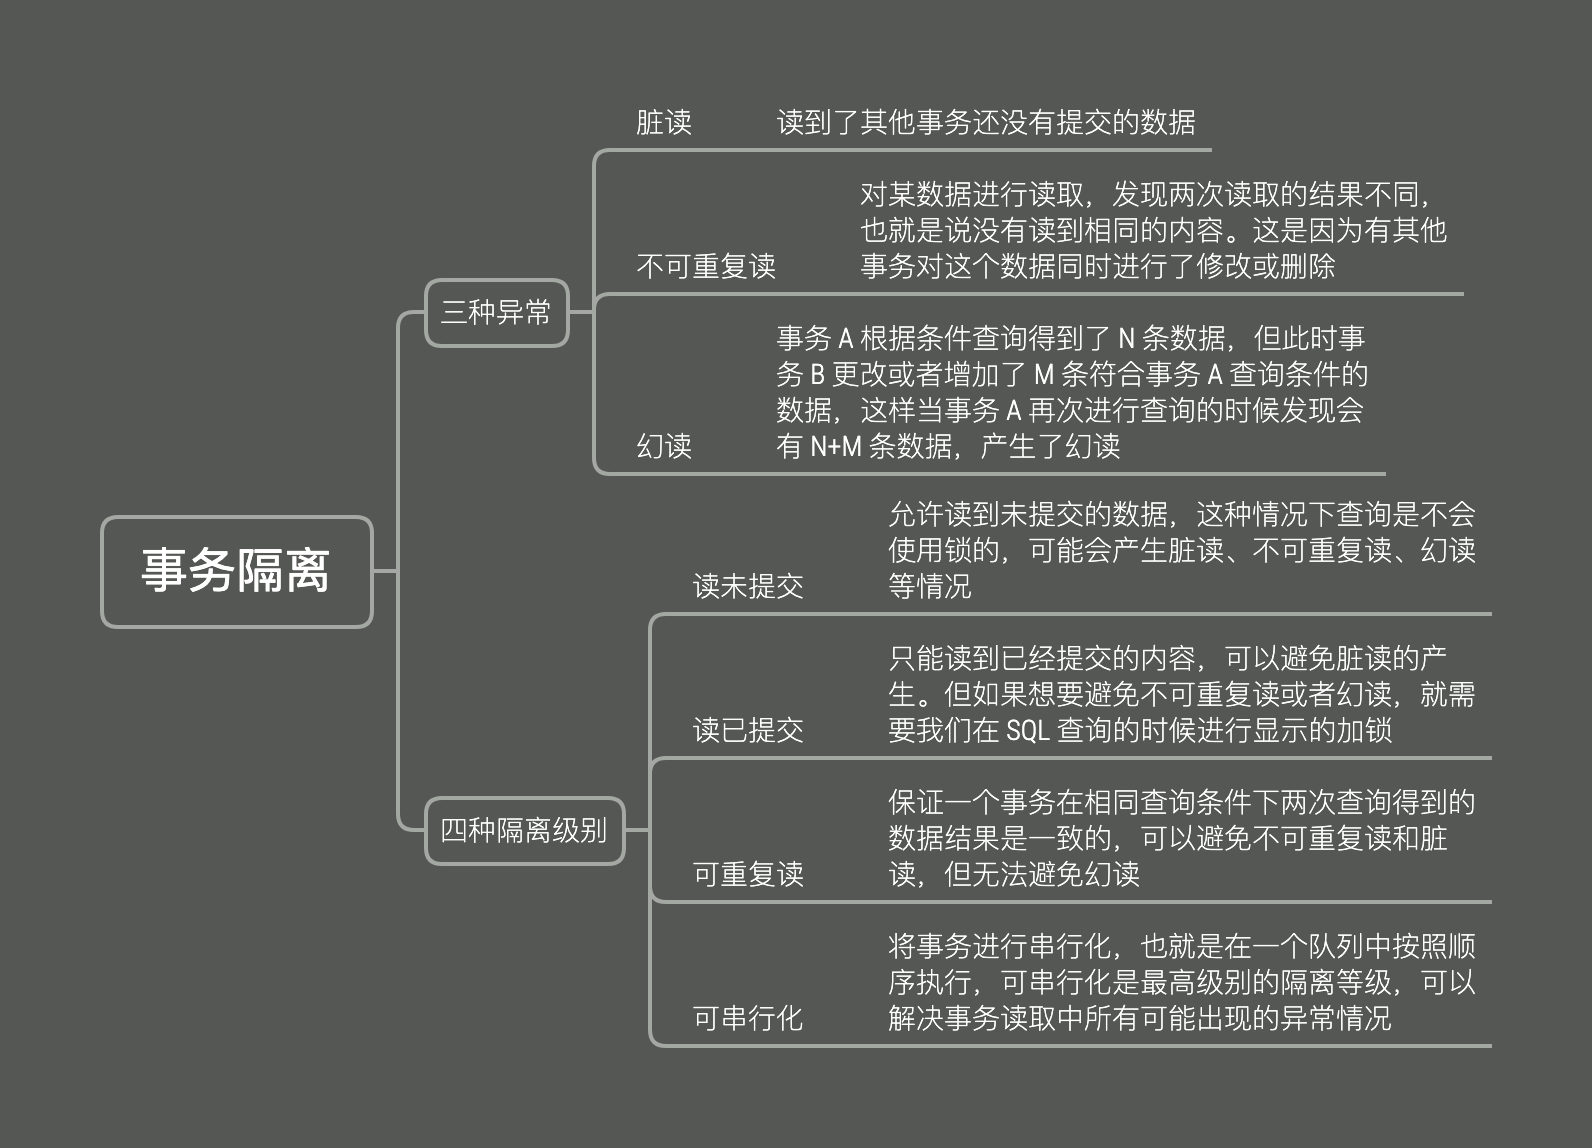 事务隔离
三种异常
脏读
读到了其他事务还没有提交的数据
不可重复读
对某数据进行读取，发现两次读取的结果不同，
也就是说没有读到相同的内容。这是因为有其他
事务对这个数据同时进行了修改或删除
幻读
事务 A 根据条件查询得到了 N 条数据，但此时事
务 B 更改或者增加了 M 条符合事务 A 查询条件的
数据，这样当事务 A 再次进行查询的时候发现会
有 N+M 条数据，产生了幻读
四种隔离级别
读未提交
允许读到未提交的数据，这种情况下查询是不会
使用锁的，可能会产生脏读、不可重复读、幻读
等情况
读已提交
只能读到已经提交的内容，可以避免脏读的产
生。但如果想要避免不可重复读或者幻读，就需
要我们在 SQL 查询的时候进行显示的加锁
可重复读
保证一个事务在相同查询条件下两次查询得到的
数据结果是一致的，可以避免不可重复读和脏
读，但无法避免幻读
可串行化
将事务进行串行化，也就是在一个队列中按照顺
序执行，可串行化是最高级别的隔离等级，可以
解决事务读取中所有可能出现的异常情况